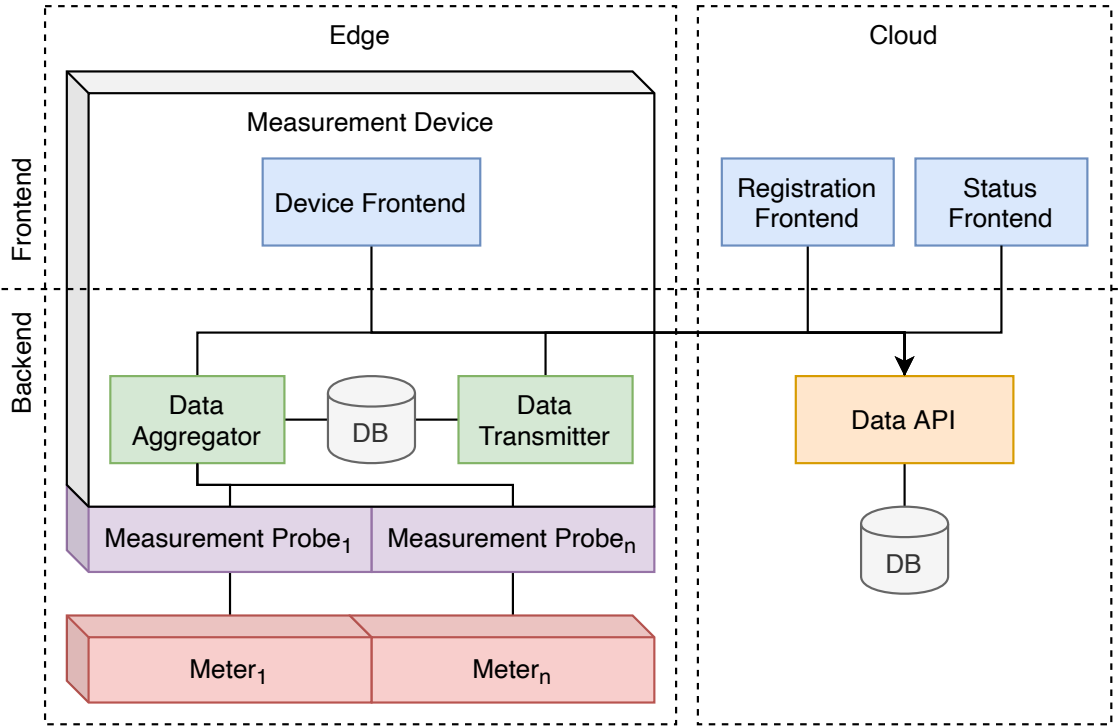 Edge
Cloud
Frontend
Measurement Device
Device Frontend
Registration
Frontend
Status
Frontend
Backend
Data
Aggregator
DB
Data
Transmitter
Data API
Measurement Probe₁
Measurement Probeₙ
DB
Meter₁
Meterₙ